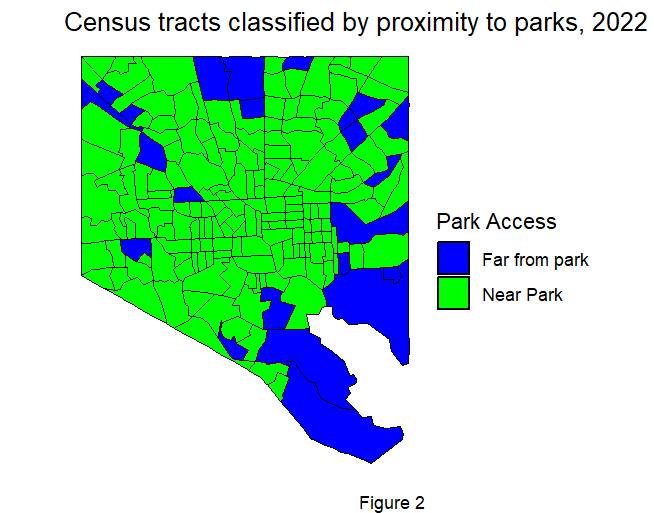 Census tracts classified by proximity to parks, 2022
Park Access
Far from park
Near Park
Figure 2